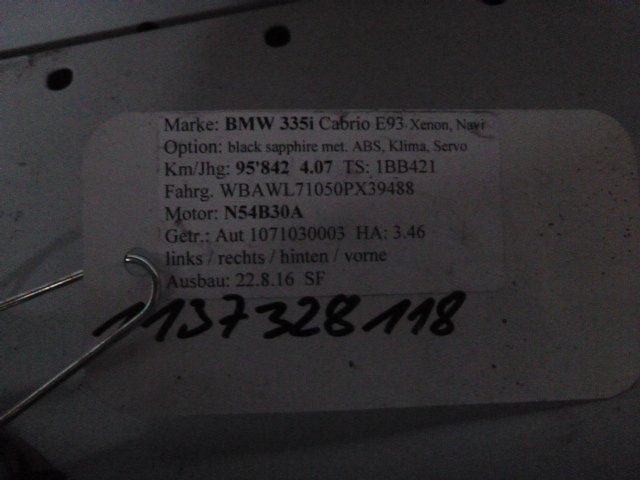 Marke: BMW 335i Cabrio E93 Xenon, Navi
Option: black sapphire met. ABS, Klima, Servo
Km/Jhg: 95'842 4.07 TS: 1BB421
Fahrg. WBAWL71050PX39488
Motor: N54B30A
Getr.: Aut 1071030003 HA: 3.46
links / rechts / hinten / vorne
Ausbau: 22.8.16 SF
1137328118